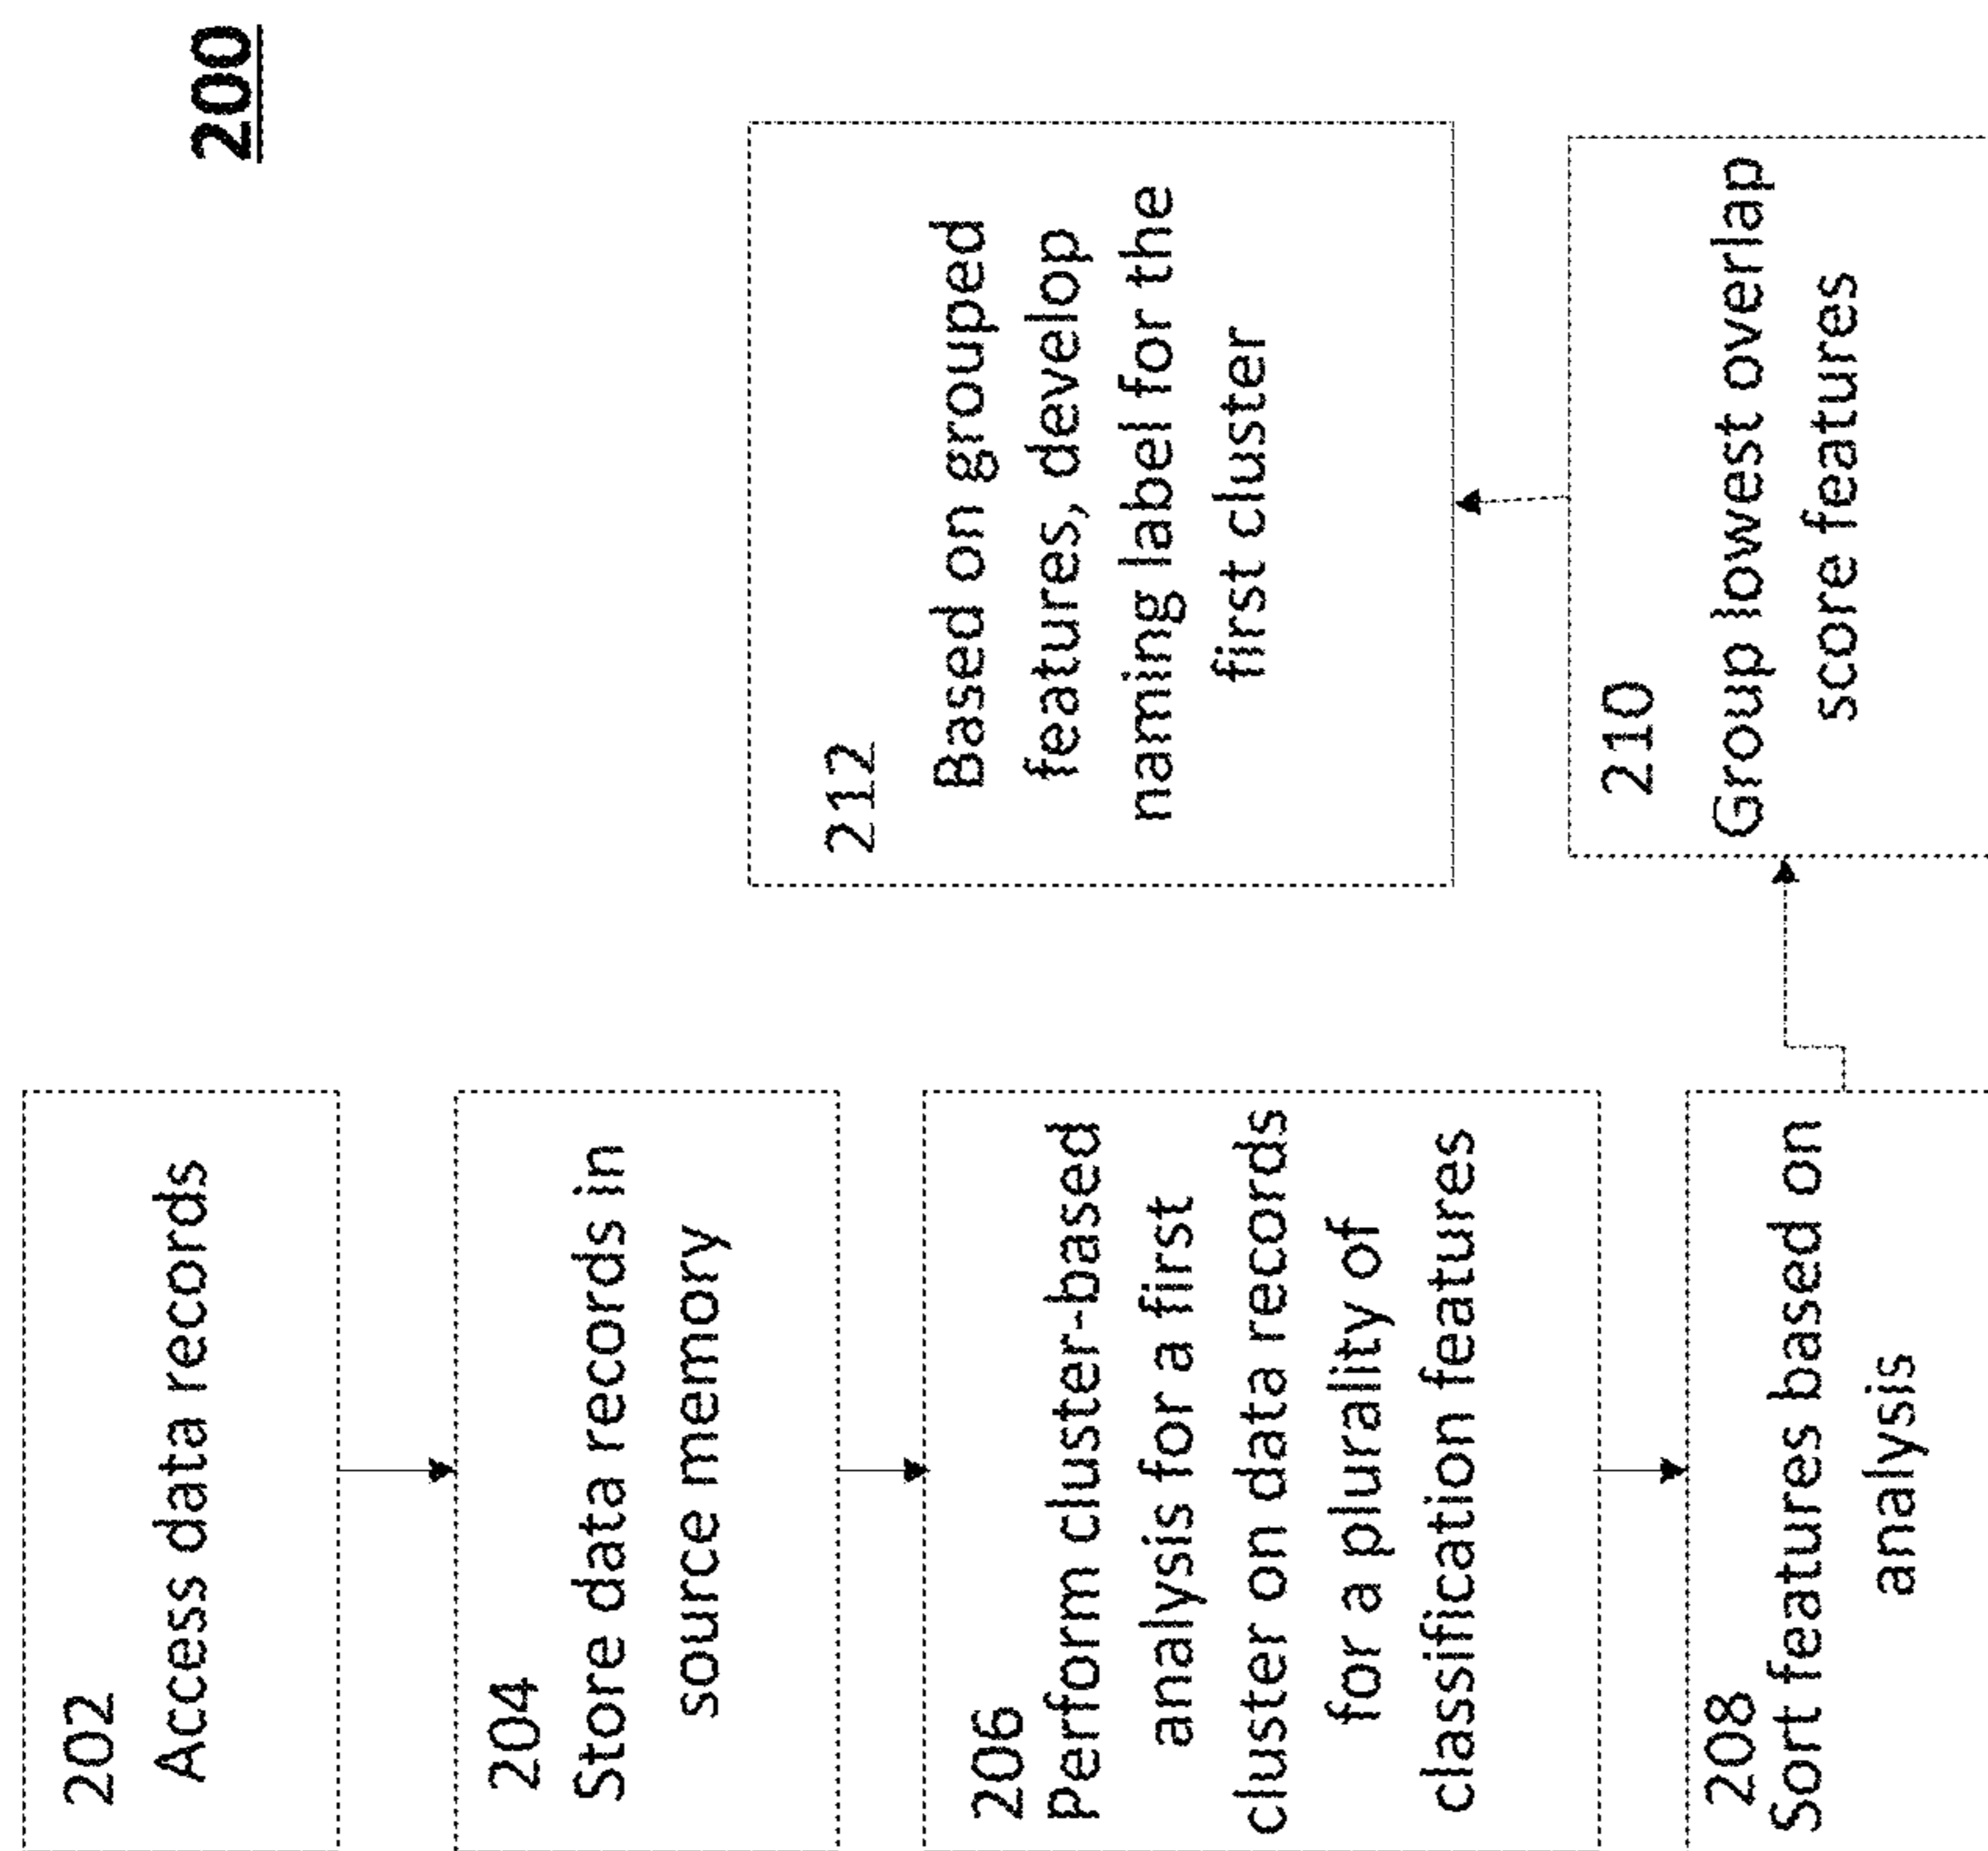 200
202
Access data records
204
Store data records in
source memory
206
Perform cluster-based
analysis for a first
cluster on data records
for a plurality of
classification features
208
Sort features based on
analysis
210
Group lowest overlap
score features
212
Based on grouped
features, develop
naming label for the
first cluster